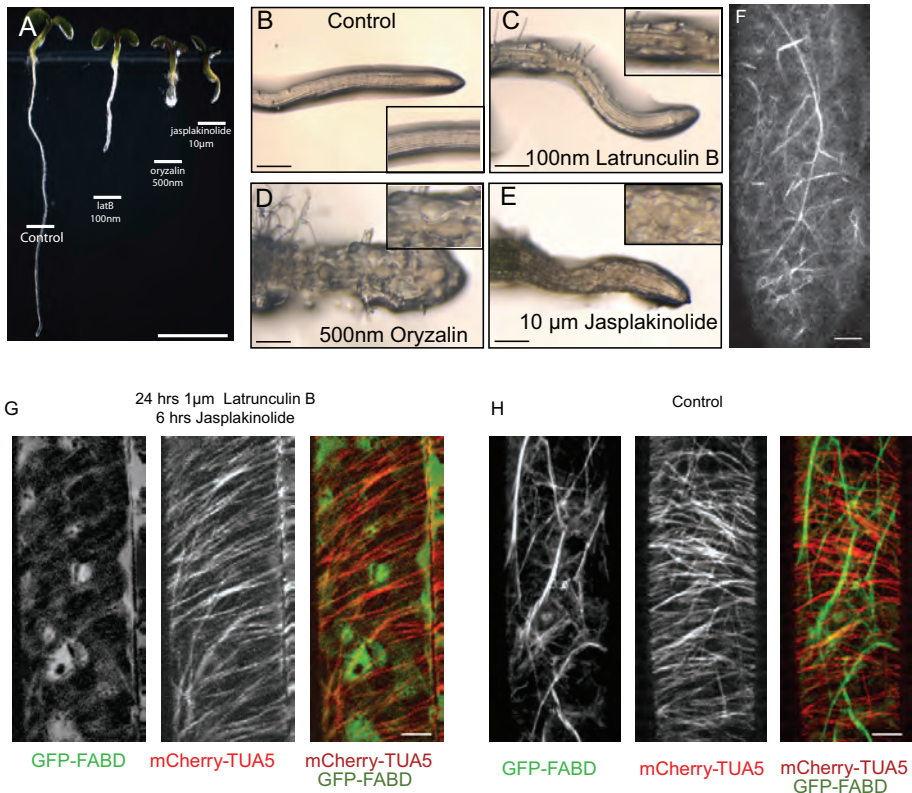 A
jasplakinolide
10µm
oryzalin
500nm
latB
100nm
Control
B
Control
C
100nm Latrunculin B
D
500nm Oryzalin
E
10 µm Jasplakinolide
F
G
24 hrs 1µm Latrunculin B
6 hrs Jasplakinolide
GFP-FABD
mCherry-TUA5
mCherry-TUA5
GFP-FABD
H
Control
GFP-FABD
mCherry-TUA5
mCherry-TUA5
GFP-FABD